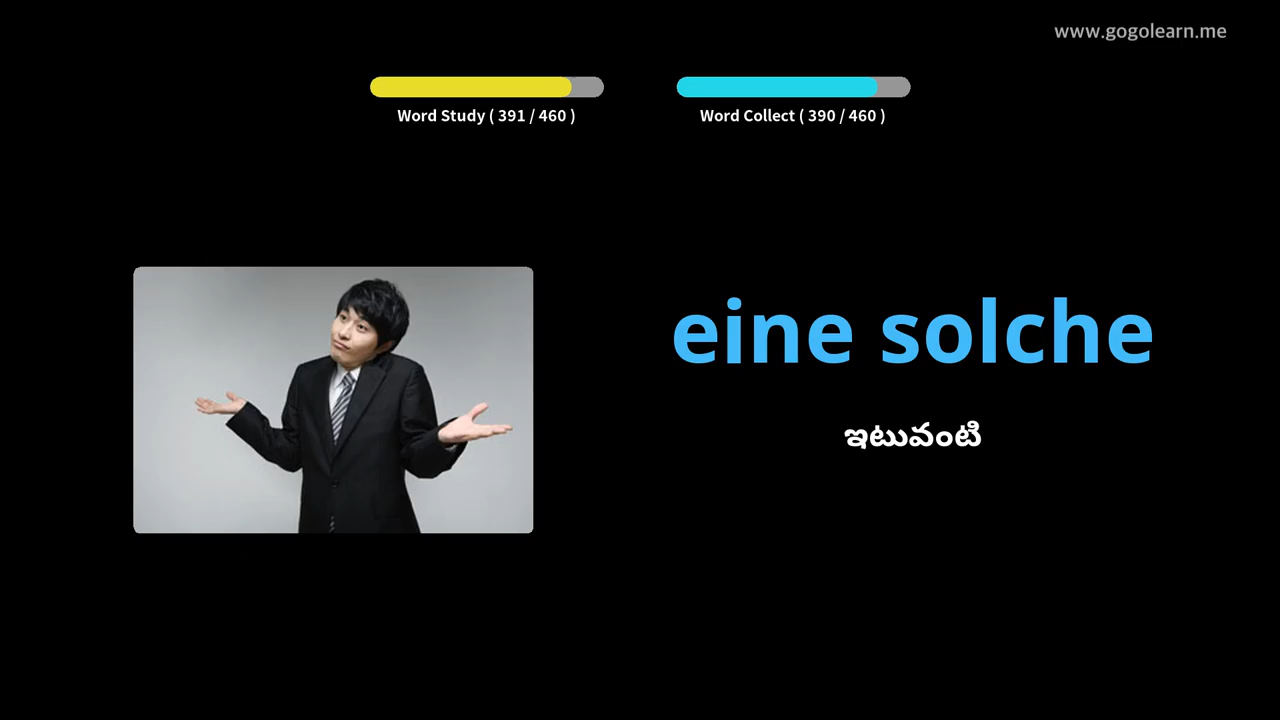 www.gogolearn.me
Word Study ( 391 / 460 )
Word Collect ( 390 / 460 )
eine solche
ఇటువంటి